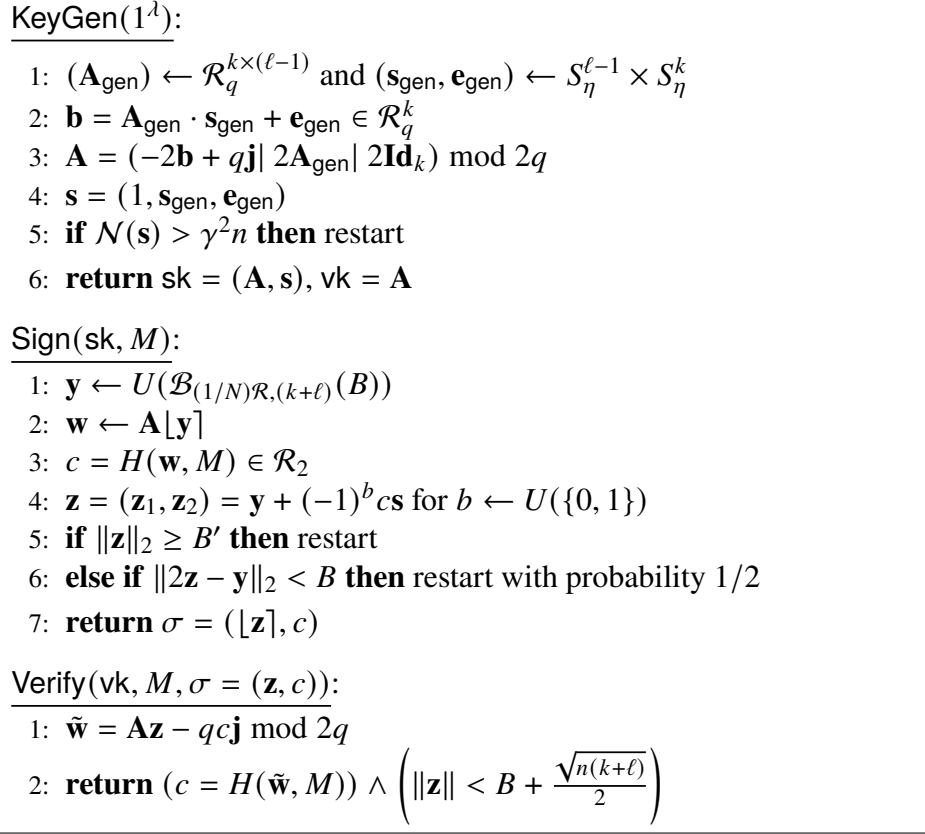 KeyGen(1^λ):
1: (A_gen) ← R_q^{k×(ℓ−1)} and (s_gen, e_gen) ← S_η^{ℓ−1} × S_η^k
2: b = A_gen · s_gen + e_gen ∈ R_q^k
3: A = (−2b + qj| 2A_gen| 2Id_k) mod 2q
4: s = (1, s_gen, e_gen)
5: if N(s) > γ²n then restart
6: return sk = (A, s), vk = A
Sign(sk, M):
1: y ← U(B_{(1/N)R,(k+ℓ)}(B))
2: w ← A⌊y⌉
3: c = H(w, M) ∈ R_2
4: z = (z_1, z_2) = y + (−1)^b cs for b ← U({0, 1})
5: if ‖z‖_2 ≥ B′ then restart
6: else if ‖2z − y‖_2 < B then restart with probability 1/2
7: return σ = (⌊z⌉, c)
Verify(vk, M, σ = (z, c)):
1: w̃ = Az − qcj mod 2q
2: return (c = H(w̃, M)) ∧ (‖z‖ < B + √(n(k+ℓ))/2)